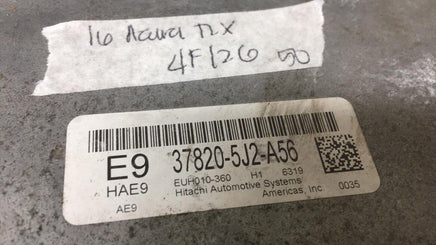 16 Acura TLX
4F126 50
E9 37820-5J2-A56
HAE9 EUH010-360 H1 6319
Hitachi Automotive Systems
AE9 Americas, Inc. 0035